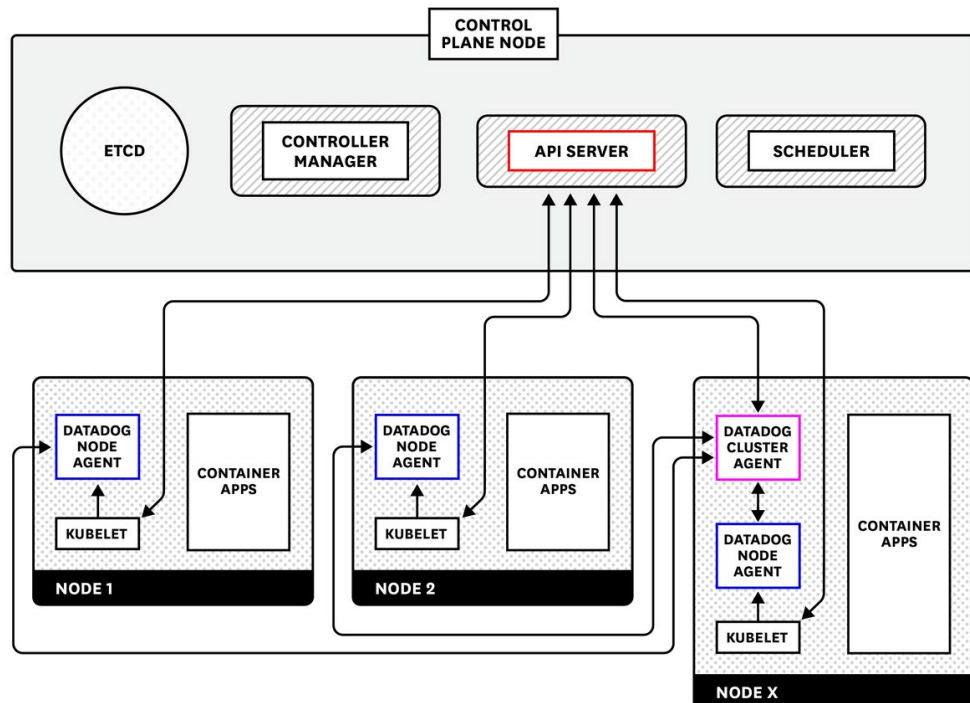 CONTROL
PLANE NODE
ETCD
CONTROLLER
MANAGER
API SERVER
SCHEDULER
DATADOG
NODE
AGENT
CONTAINER
APPS
KUBELET
NODE 1
DATADOG
NODE
AGENT
CONTAINER
APPS
KUBELET
NODE 2
DATADOG
CLUSTER
AGENT
DATADOG
NODE
AGENT
CONTAINER
APPS
KUBELET
NODE X